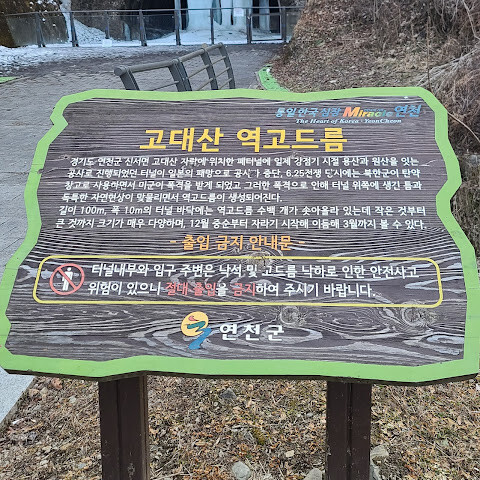 통일한국심장 Miracle 연천
The Heart of Korea YeonCheon
고대산 역고드름
경기도 연천군 신서면 고대산 자락에 위치한 폐터널에 일제 강점기 시절 용산과 원산을 잇는
공사로 진행되었던 터널이 일본의 패망으로 공사가 중단, 6.25전쟁 당시에는 북한군이 탄약
창고로 사용하면서 미군이 폭격을 받게 되었고 그러한 폭격으로 인해 터널 위쪽에 생긴 틈과
독특한 자연현상이 맞물리면서 역고드름이 생성되어진다.
길이 100m, 폭 10m의 터널 바닥에는 역고드름 수백 개가 솟아올라 있는데 작은 것부터
큰 것까지 크기가 매우 다양하며, 12월 중순부터 자라기 시작해 이듬해 3월까지 볼 수 있다.
- 출입 금지 안내문 -
터널내부와 입구 주변은 낙석 및 고드름 낙하로 인한 안전사고
위험이 있으니 절대 출입을 금지하여 주시기 바랍니다.
연천군